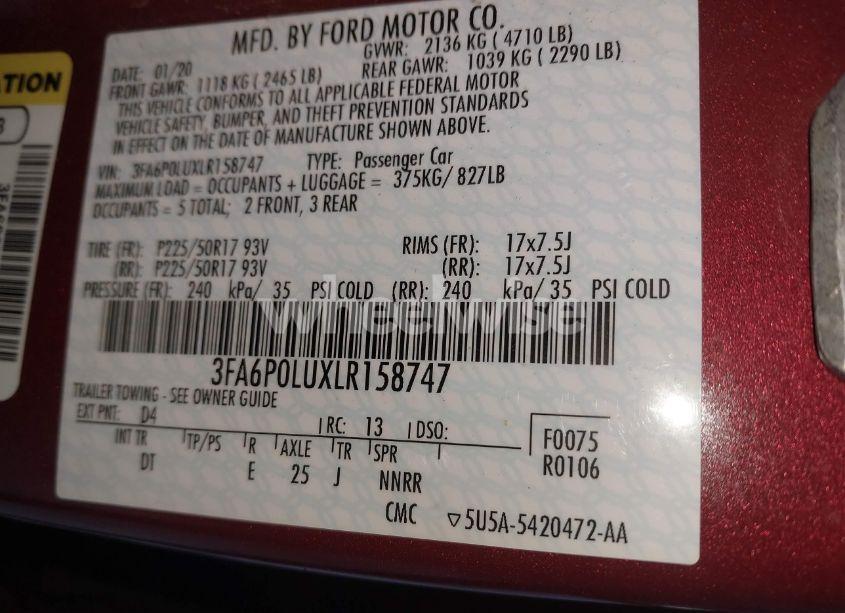 MFD. BY FORD MOTOR CO.
DATE: 01/20 GVWR: 2136 KG ( 4710 LB)
FRONT GAWR: 1118 KG ( 2465 LB) REAR GAWR: 1039 KG ( 2290 LB)
THIS VEHICLE CONFORMS TO ALL APPLICABLE FEDERAL MOTOR
VEHICLE SAFETY, BUMPER, AND THEFT PREVENTION STANDARDS
IN EFFECT ON THE DATE OF MANUFACTURE SHOWN ABOVE.
VIN: 3FA6P0LUXLR158747 TYPE: Passenger Car
MAXIMUM LOAD = OCCUPANTS + LUGGAGE = 375KG/ 827LB
OCCUPANTS = 5 TOTAL; 2 FRONT, 3 REAR
TIRE (FR): P225/50R17 93V RIMS (FR): 17x7.5J
(RR): P225/50R17 93V (RR): 17x7.5J
PRESSURE (FR): 240 kPa/ 35 PSI COLD (RR): 240 kPa/ 35 PSI COLD
wheelwise
3FA6P0LUXLR158747
TRAILER TOWING - SEE OWNER GUIDE
EXT PNT: D4 RC: 13 DSO: F0075
INT TR TP/PS R AXLE TR SPR R0106
DT E 25 J NNRR
CMC ▽5U5A-5420472-AA